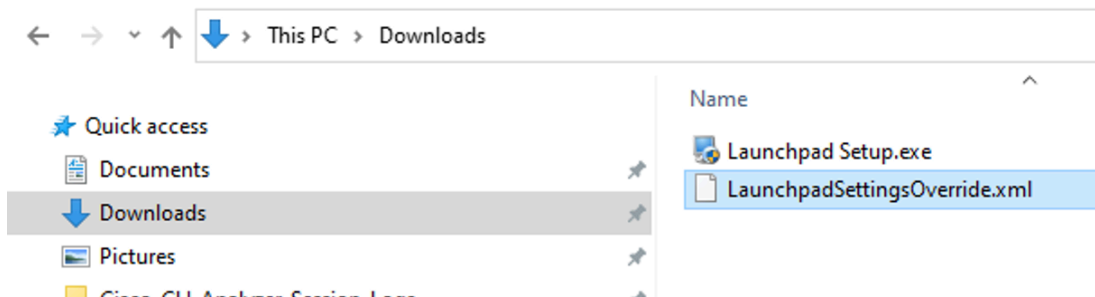 This PC > Downloads
Name
Quick access
Launchpad Setup.exe
Documents
LaunchpadSettingsOverride.xml
Downloads
Pictures